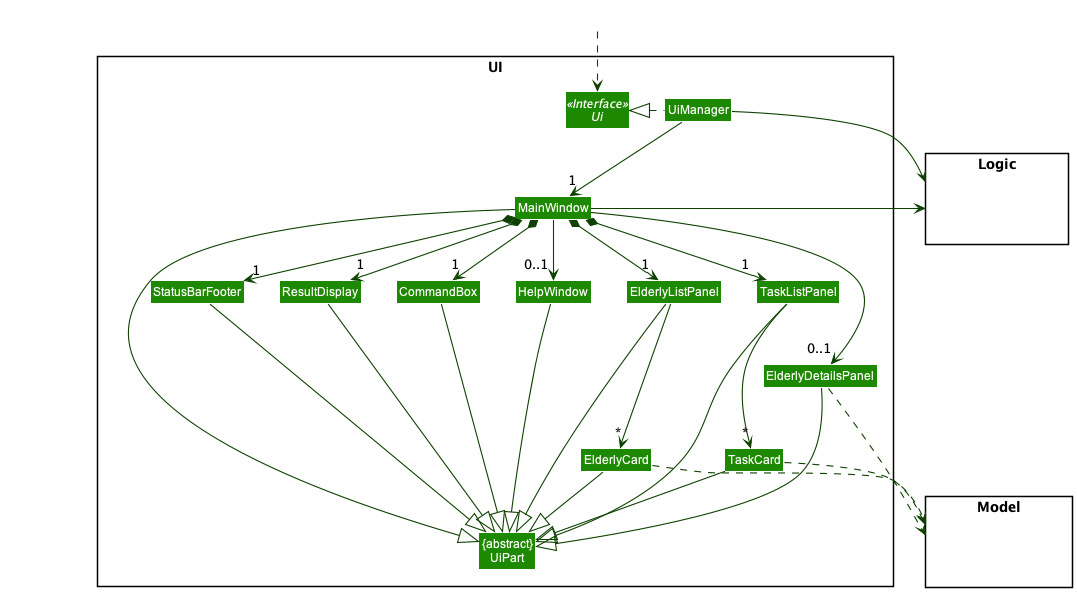 UI
«Interface»
Ui
UiManager
Logic
1
MainWindow
1
1
1
0..1
1
1
StatusBarFooter
ResultDisplay
CommandBox
HelpWindow
ElderlyListPanel
TaskListPanel
0..1
ElderlyDetailsPanel
*
*
ElderlyCard
TaskCard
Model
{abstract}
UiPart